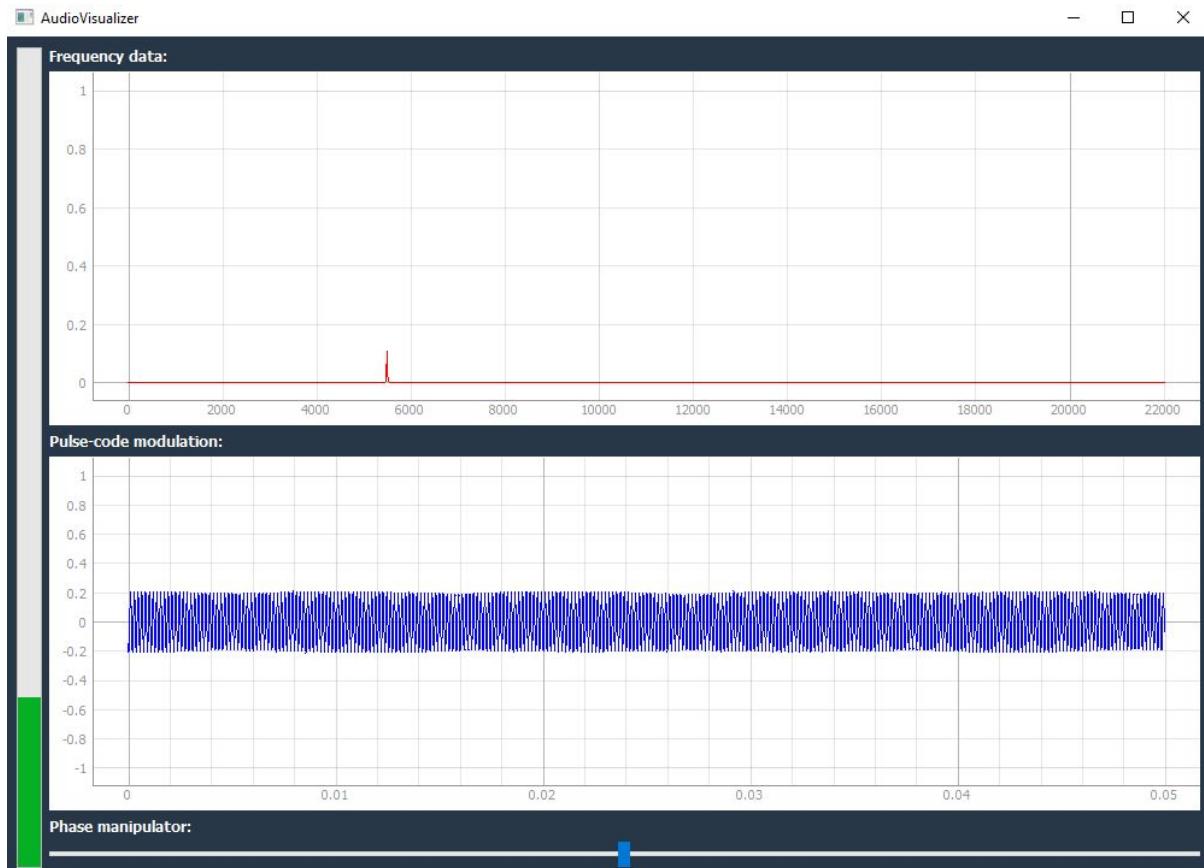 AudioVisualizer
Frequency data:
1
0.8
0.6
0.4
0.2
0
0 2000 4000 6000 8000 10000 12000 14000 16000 18000 20000 22000
Pulse-code modulation:
1
0.8
0.6
0.4
0.2
0
-0.2
-0.4
-0.6
-0.8
-1
0 0.01 0.02 0.03 0.04 0.05
Phase manipulator: